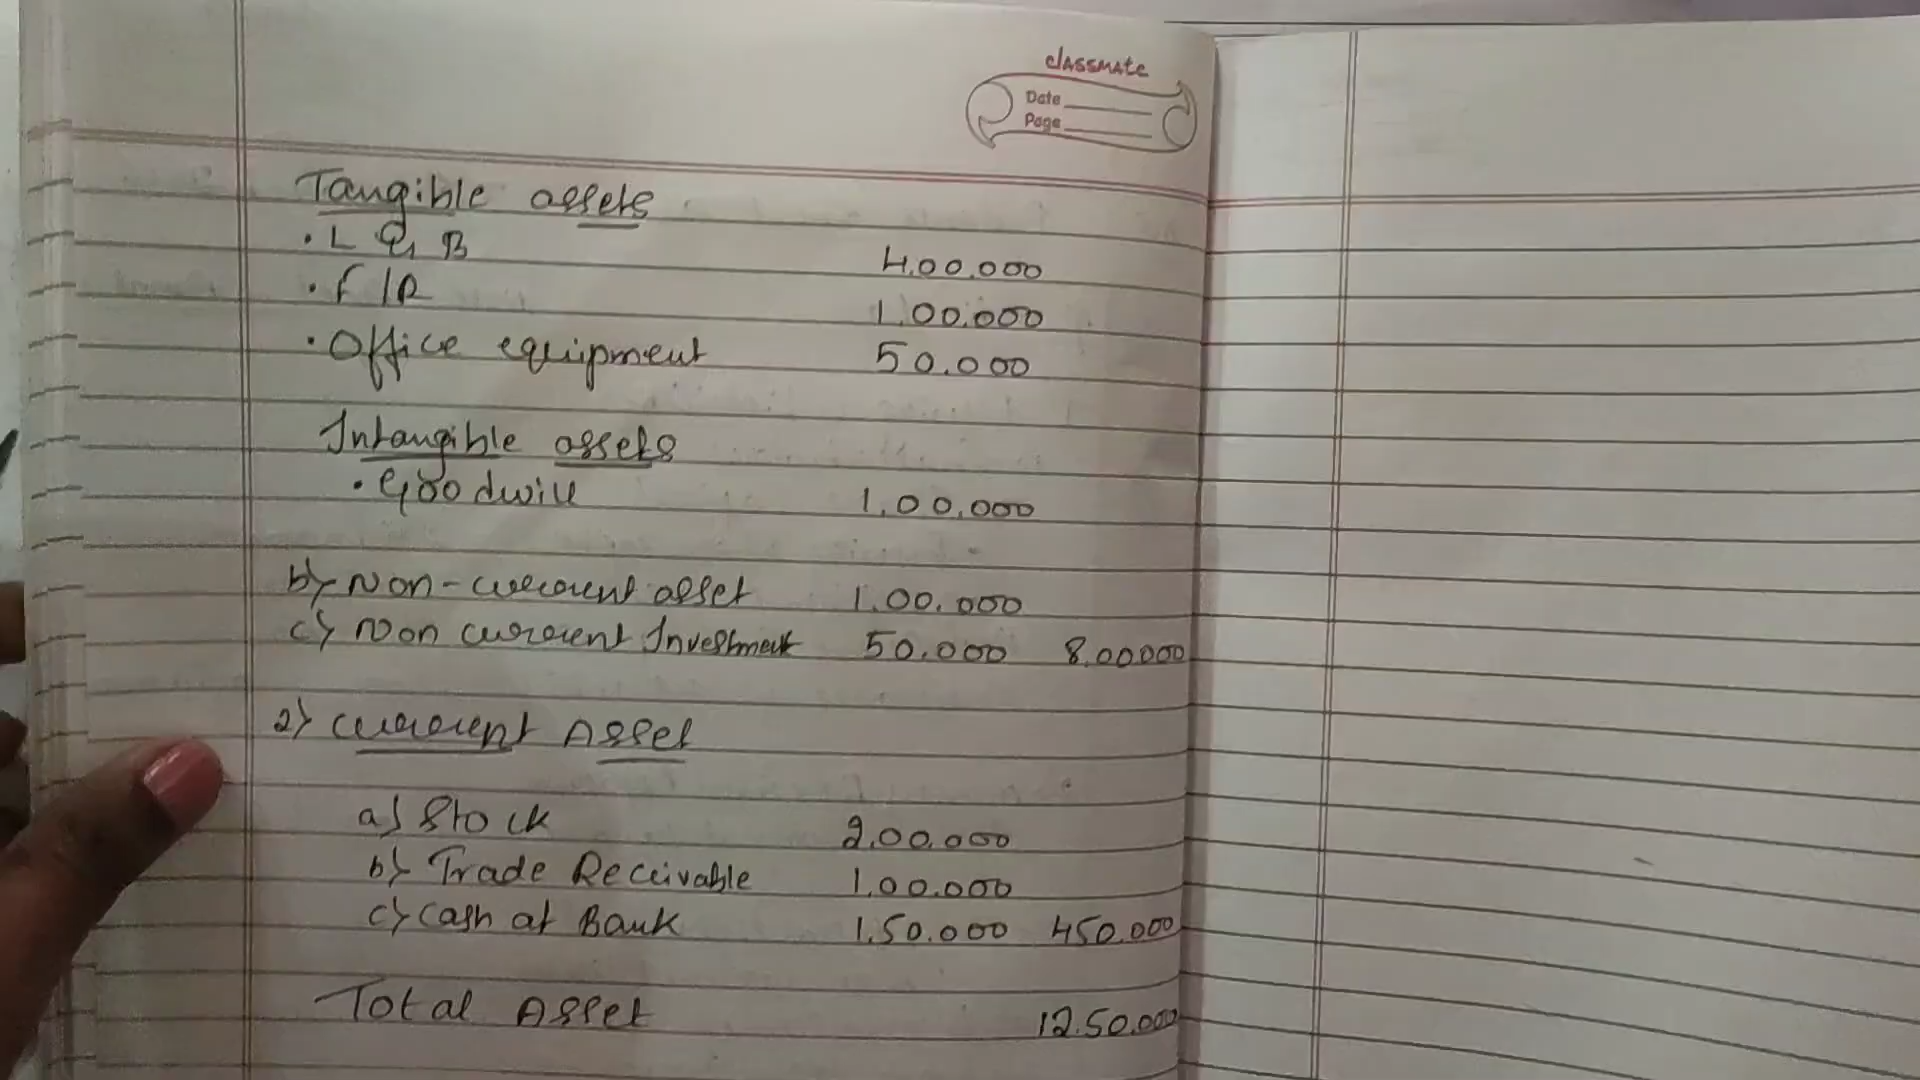 classmate
Date
Page
Tangible assets
• L & B 4,00,000
• F/R 1,00,000
• Office equipment 50,000
Intangible assets
• Goodwill 1,00,000
b) Non-current asset 1,00,000
c) Non current Investment 50,000 8,00,000
2) Current Asset
a) Stock 2,00,000
b) Trade Receivable 1,00,000
c) Cash at Bank 1,50,000 450,000
Total Asset 12,50,000